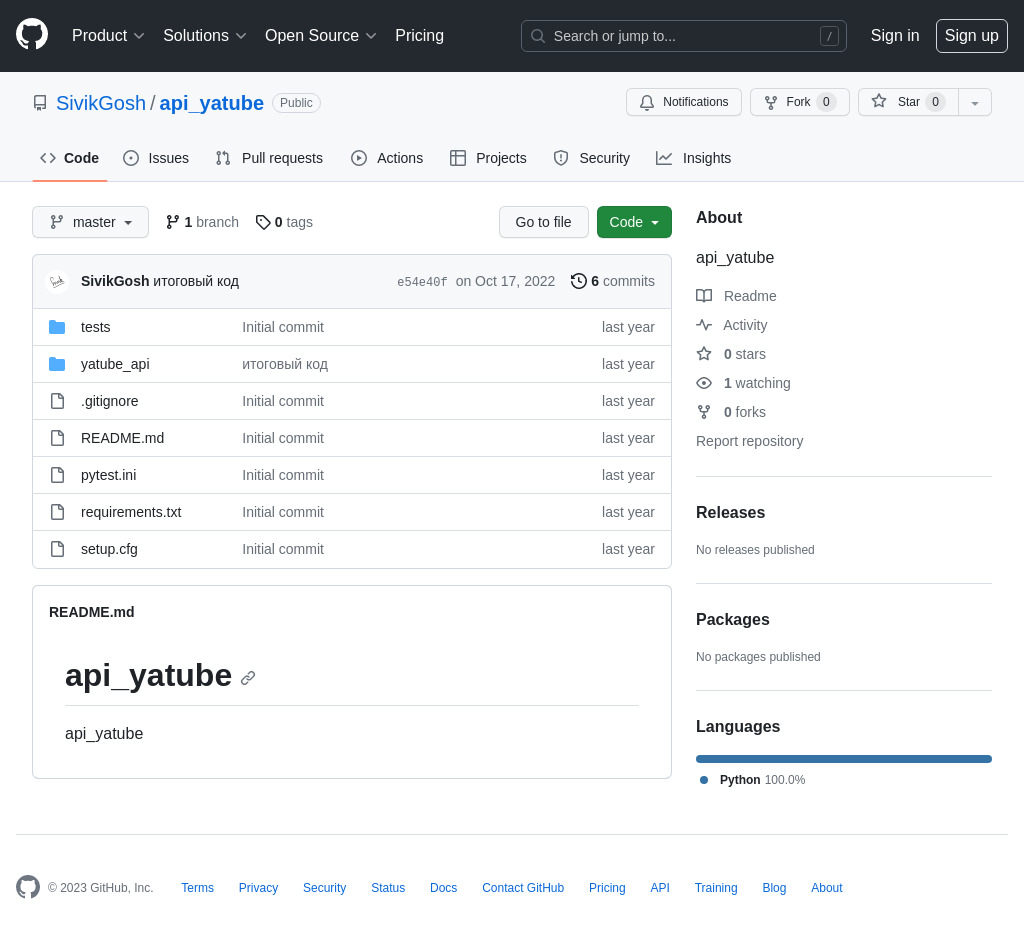 Product Solutions Open Source Pricing Search or jump to... / Sign in Sign up
SivikGosh / api_yatube Public Notifications Fork 0 Star 0
Code Issues Pull requests Actions Projects Security Insights
master 1 branch 0 tags Go to file Code
SivikGosh итоговый код e54e40f on Oct 17, 2022 6 commits
tests Initial commit last year
yatube_api итоговый код last year
.gitignore Initial commit last year
README.md Initial commit last year
pytest.ini Initial commit last year
requirements.txt Initial commit last year
setup.cfg Initial commit last year
README.md
api_yatube
api_yatube
About
api_yatube
Readme
Activity
0 stars
1 watching
0 forks
Report repository
Releases
No releases published
Packages
No packages published
Languages
Python 100.0%
© 2023 GitHub, Inc. Terms Privacy Security Status Docs Contact GitHub Pricing API Training Blog About